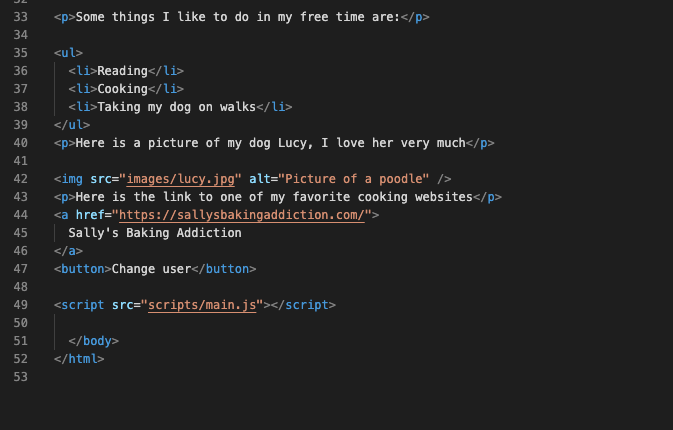 32
33 <p>Some things I like to do in my free time are:</p>
34
35 <ul>
36 <li>Reading</li>
37 <li>Cooking</li>
38 <li>Taking my dog on walks</li>
39 </ul>
40 <p>Here is a picture of my dog Lucy, I love her very much</p>
41
42 <img src="images/lucy.jpg" alt="Picture of a poodle" />
43 <p>Here is the link to one of my favorite cooking websites</p>
44 <a href="https://sallysbakingaddiction.com/">
45 Sally's Baking Addiction
46 </a>
47 <button>Change user</button>
48
49 <script src="scripts/main.js"></script>
50
51 </body>
52 </html>
53